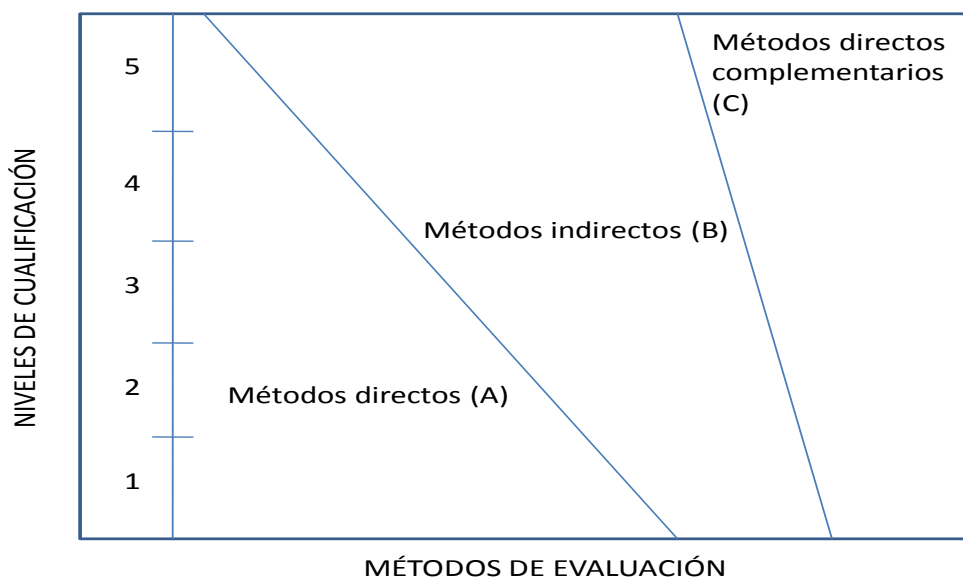 NIVELES DE CUALIFICACIÓN
5
4
3
2
1
Métodos directos
complementarios
(C)
Métodos indirectos (B)
Métodos directos (A)
MÉTODOS DE EVALUACIÓN